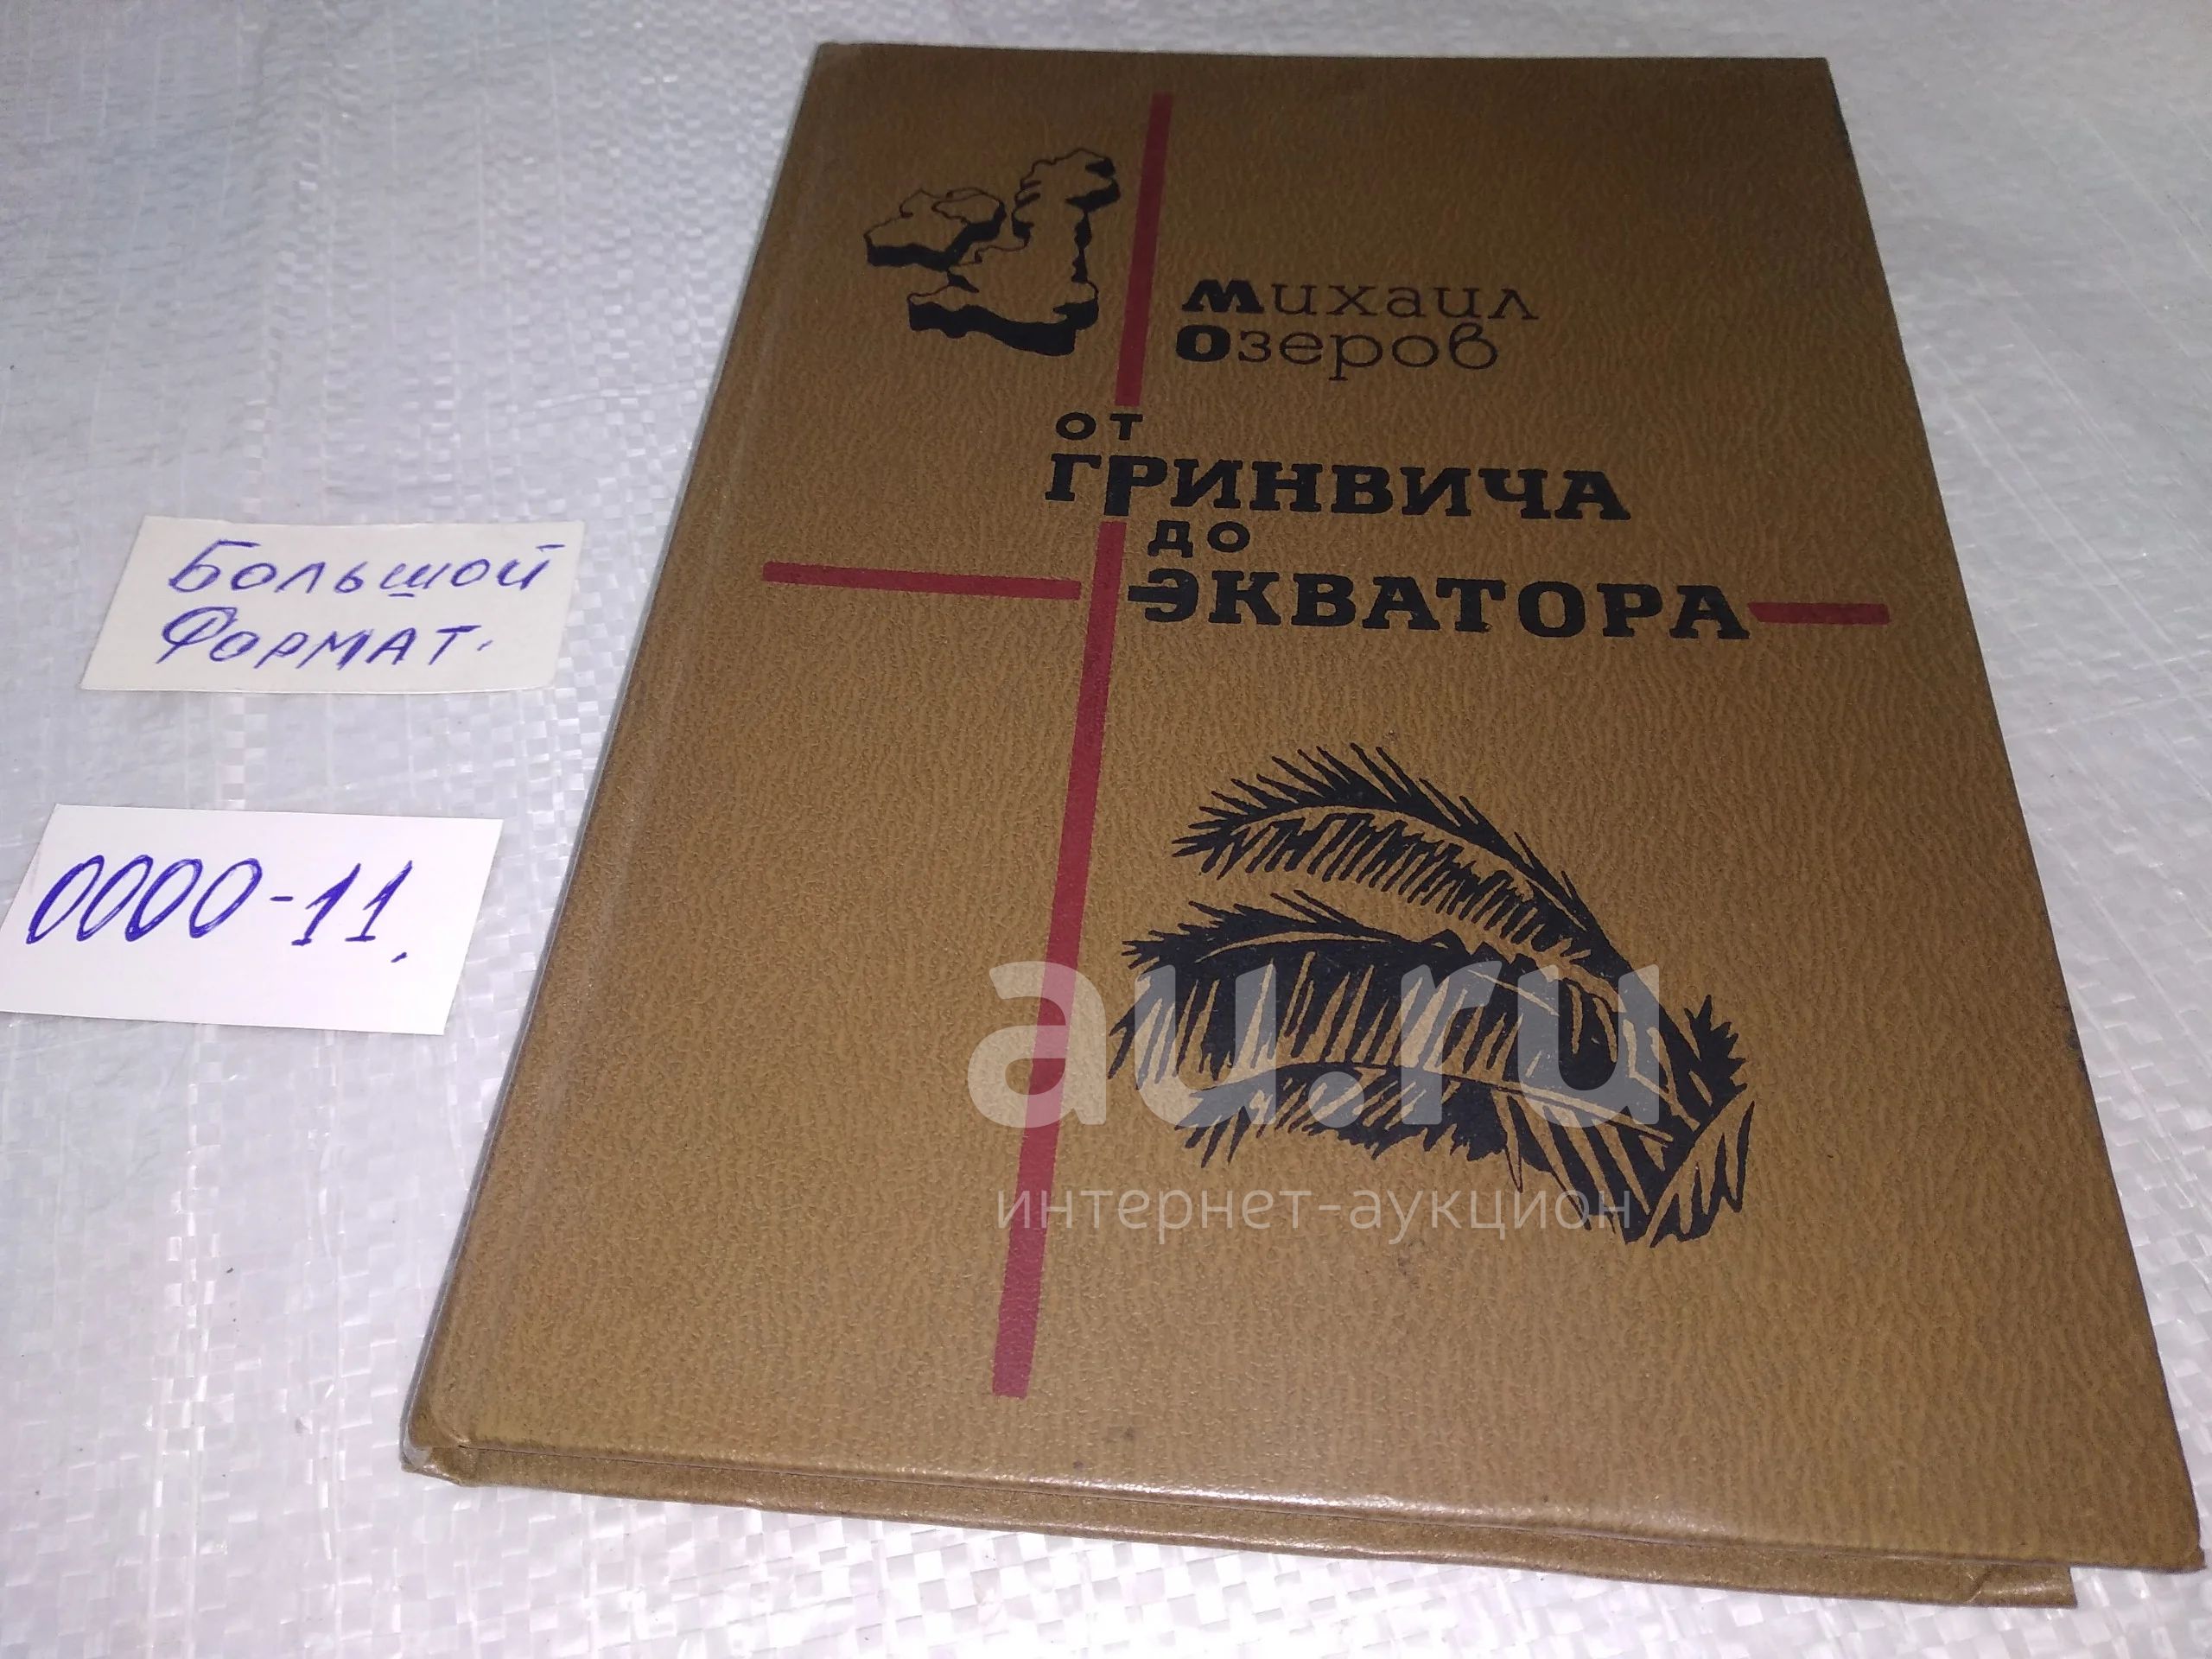 Михаил
Озеров
от
ГРИНВИЧА
до
ЭКВАТОРА
Большой
Формат.
0000-11.
au.ru
интернет-аукцион